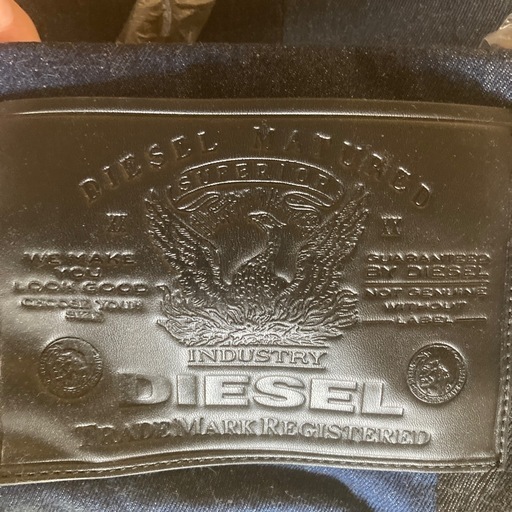 DIESEL MATURED
SUPERIOR
WE MAKE
YOU
LOOK GOOD
CHOOSE YOUR
GUARANTEED
BY DIESEL
NOT GENUINE
WITHOUT
LABEL
INDUSTRY
DIESEL
TRADEMARK REGISTERED